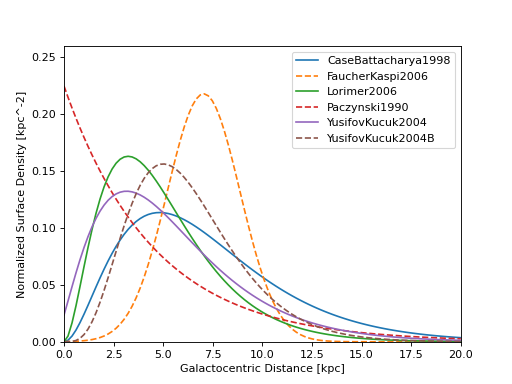 0.25
0.20
0.15
0.10
0.05
0.00
Normalized Surface Density [kpc^-2]
CaseBattacharya1998
FaucherKaspi2006
Lorimer2006
Paczynski1990
YusifovKucuk2004
YusifovKucuk2004B
0.0 2.5 5.0 7.5 10.0 12.5 15.0 17.5 20.0
Galactocentric Distance [kpc]